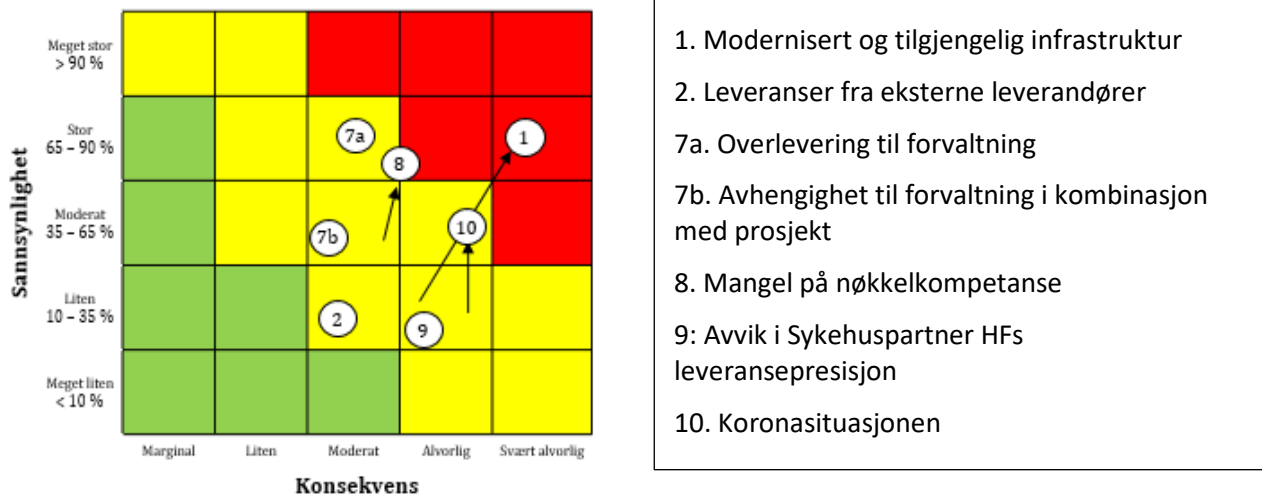 Sannsynlighet
Meget stor
> 90 %
Stor
65 – 90 %
Moderat
35 – 65 %
Liten
10 – 35 %
Meget liten
< 10 %
7a
1
8
10
7b
2
9
Marginal
Liten
Moderat
Alvorlig
Svært alvorlig
Konsekvens
1. Modernisert og tilgjengelig infrastruktur
2. Leveranser fra eksterne leverandører
7a. Overlevering til forvaltning
7b. Avhengighet til forvaltning i kombinasjon
med prosjekt
8. Mangel på nøkkelkompetanse
9: Avvik i Sykehuspartner HFs
leveransepresisjon
10. Koronasituasjonen